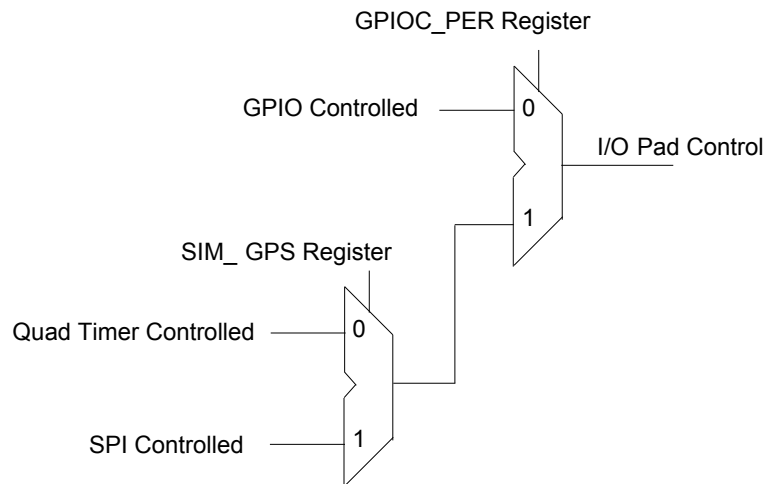 GPIOC_PER Register
GPIO Controlled
0
I/O Pad Control
1
SIM_ GPS Register
Quad Timer Controlled
0
SPI Controlled
1